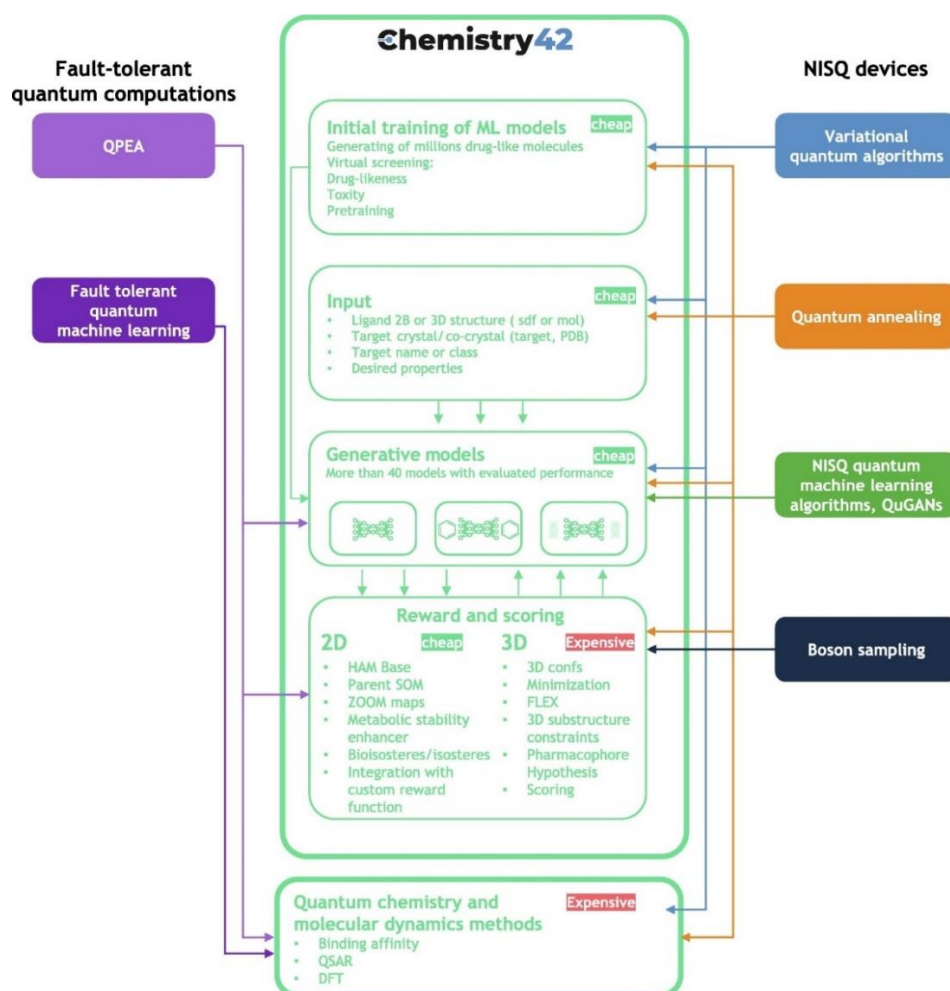 Chemistry42
Fault-tolerant
quantum computations
NISQ devices
QPEA
Initial training of ML models
cheap
Generating of millions drug-like molecules
Virtual screening:
Drug-likeness
Toxity
Pretraining
Variational
quantum algorithms
Fault tolerant
quantum
machine learning
Input
cheap
• Ligand 2B or 3D structure ( sdf or mol)
• Target crystal/co-crystal (target, PDB)
• Target name or class
• Desired properties
Quantum annealing
Generative models
cheap
More than 40 models with evaluated performance
NISQ quantum
machine learning
algorithms, QuGANs
Reward and scoring
2D
cheap
• HAM Base
• Parent SOM
• ZOOM maps
• Metabolic stability
enhancer
• Bioisosteres/isosteres
• Integration with
custom reward
function
3D
Expensive
• 3D confs
• Minimization
• FLEX
• 3D substructure
constraints
• Pharmacophore
Hypothesis
• Scoring
Boson sampling
Quantum chemistry and
molecular dynamics methods
Expensive
• Binding affinity
• QSAR
• DFT